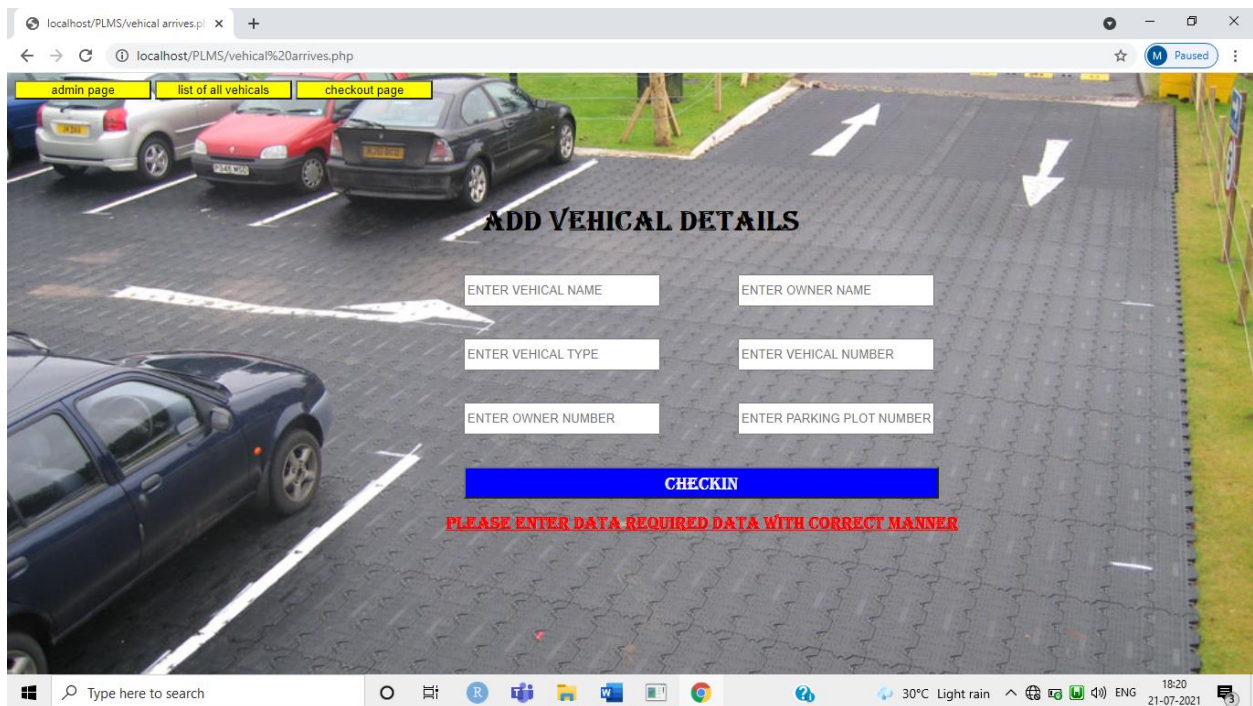 localhost/PLMS/vehical arrives.p
localhost/PLMS/vehical%20arrives.php
M Paused
admin page
list of all vehicals
checkout page
P346 MSO
ADD VEHICAL DETAILS
ENTER VEHICAL NAME
ENTER OWNER NAME
ENTER VEHICAL TYPE
ENTER VEHICAL NUMBER
ENTER OWNER NUMBER
ENTER PARKING PLOT NUMBER
CHECKIN
PLEASE ENTER DATA REQUIRED DATA WITH CORRECT MANNER
Type here to search
R
W
30°C Light rain
ENG
18:20
21-07-2021
3